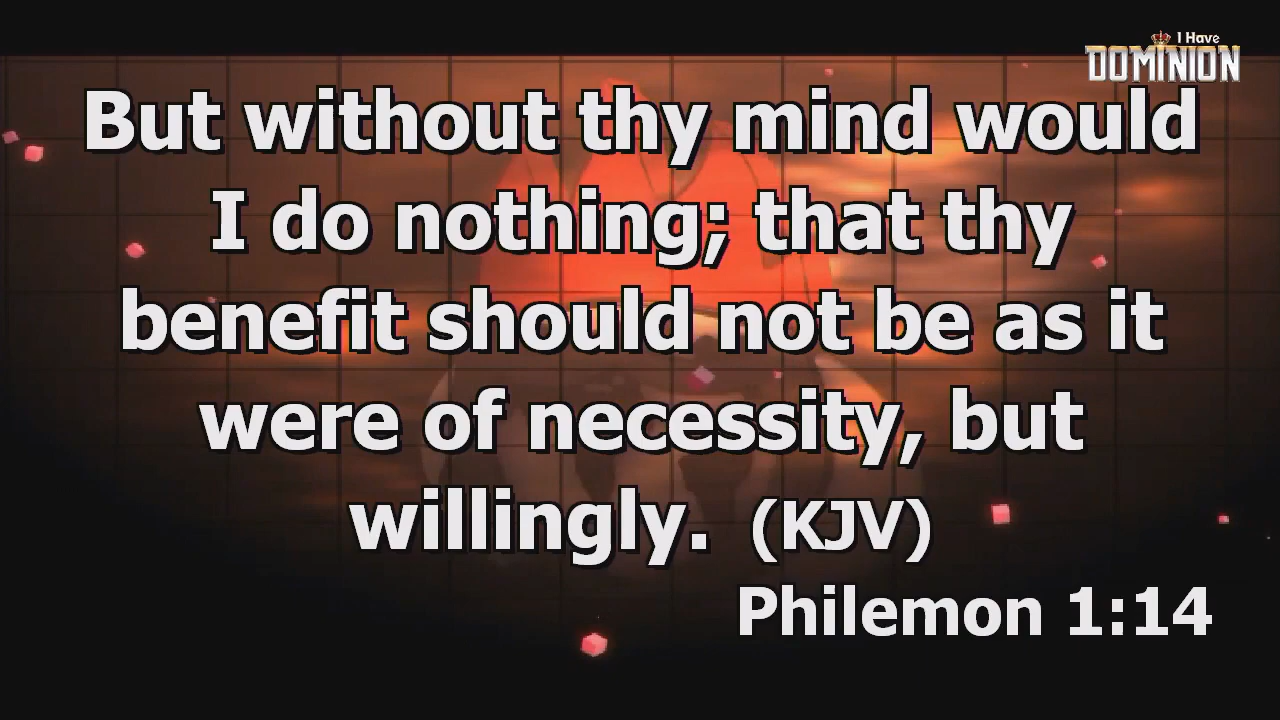 I Have
DOMINION
But without thy mind would
I do nothing; that thy
benefit should not be as it
were of necessity, but
willingly. (KJV)
Philemon 1:14